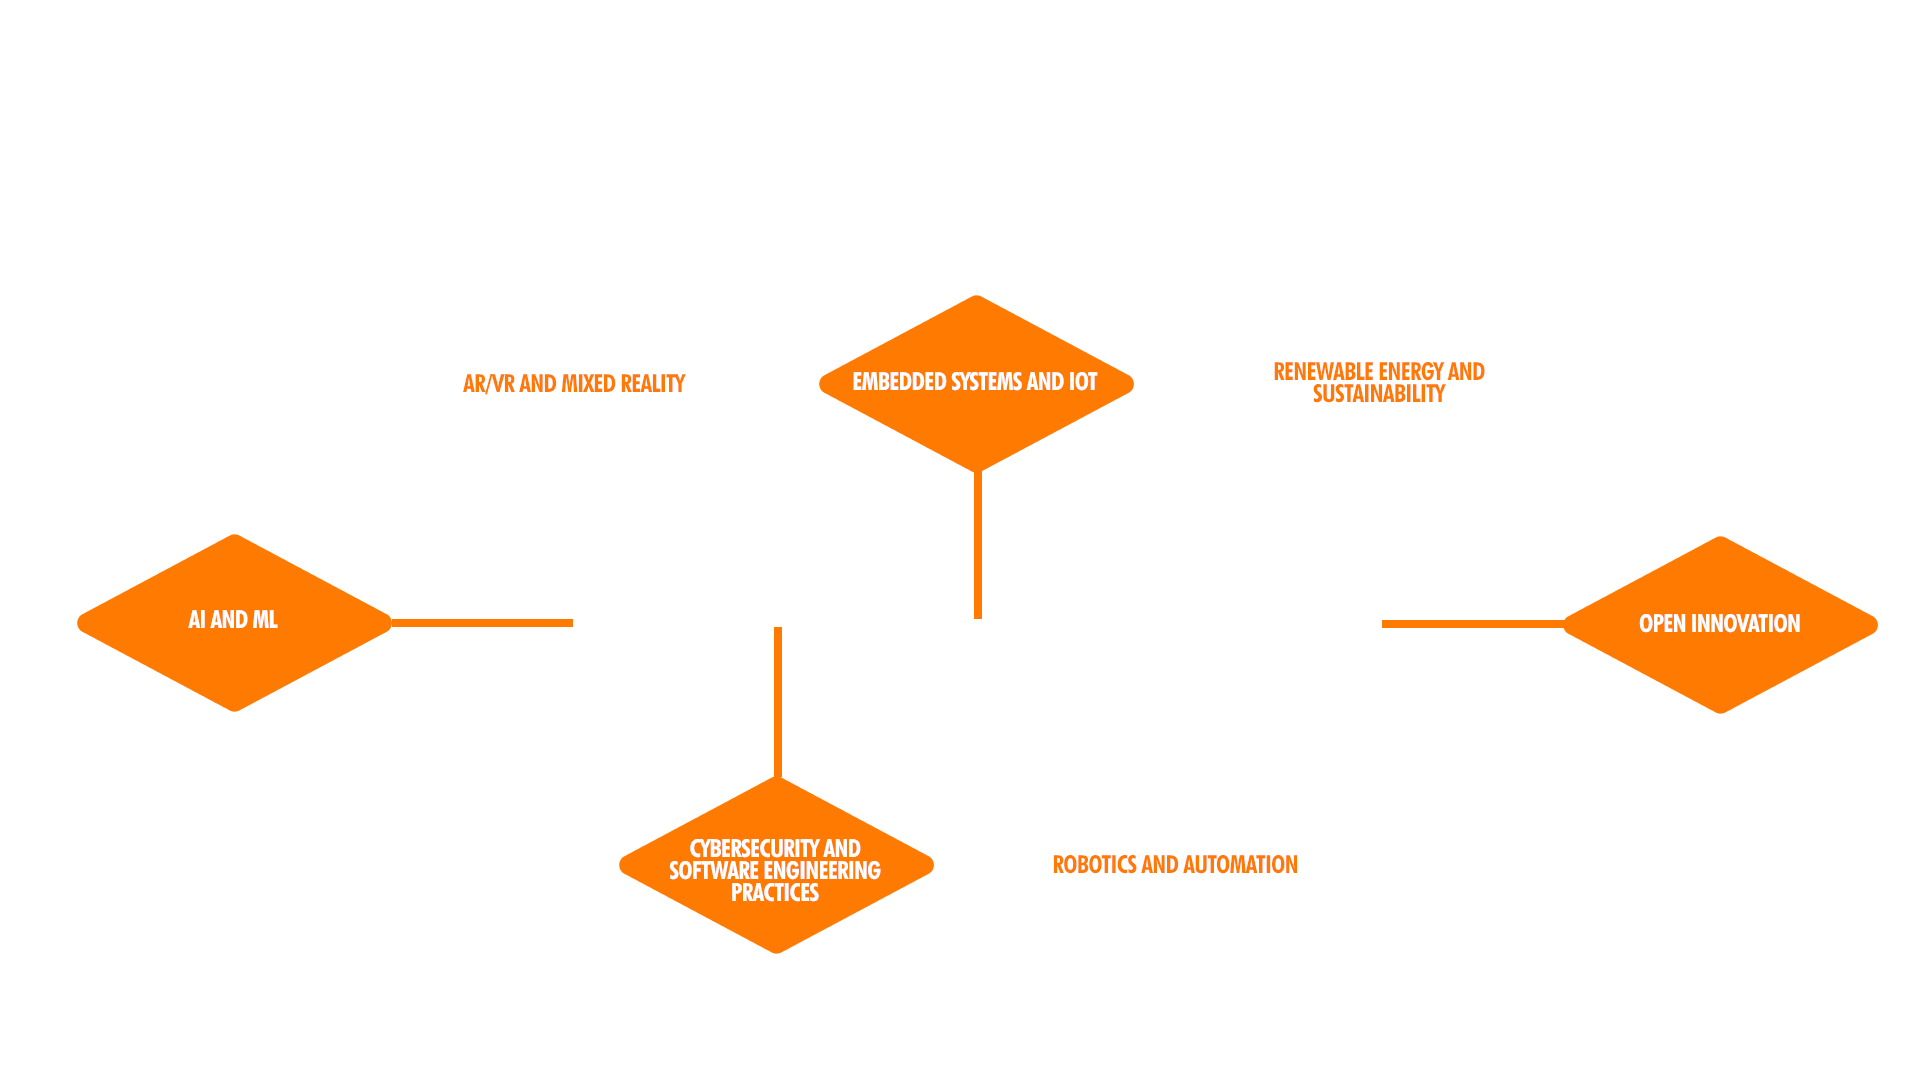 AR/VR AND MIXED REALITY
EMBEDDED SYSTEMS AND IOT
RENEWABLE ENERGY AND
SUSTAINABILITY
AI AND ML
OPEN INNOVATION
CYBERSECURITY AND
SOFTWARE ENGINEERING
PRACTICES
ROBOTICS AND AUTOMATION